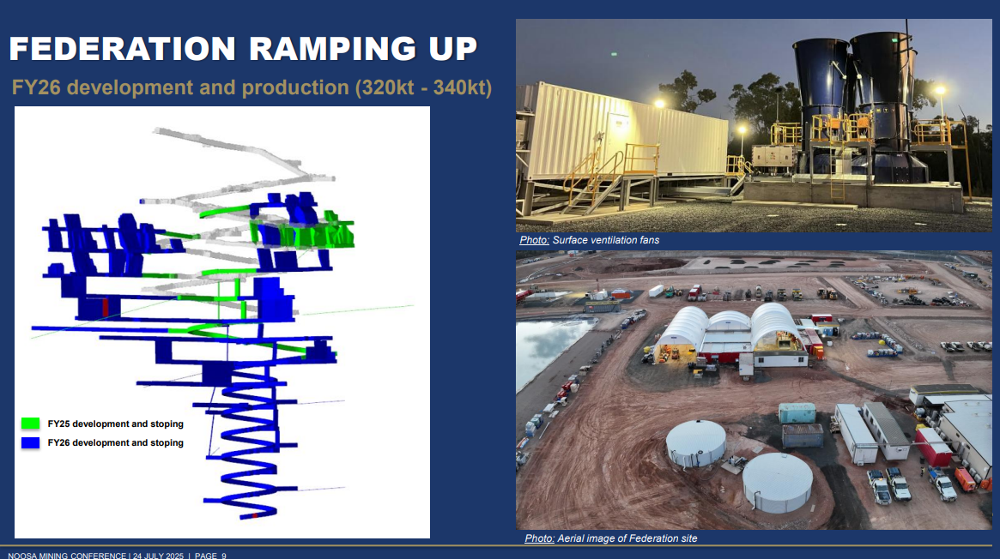 FEDERATION RAMPING UP
FY26 development and production (320kt - 340kt)
FY25 development and stoping
FY26 development and stoping
Photo: Surface ventilation fans
Photo: Aerial image of Federation site
NOOSA MINING CONFERENCE | 24 JULY 2025 | PAGE 9